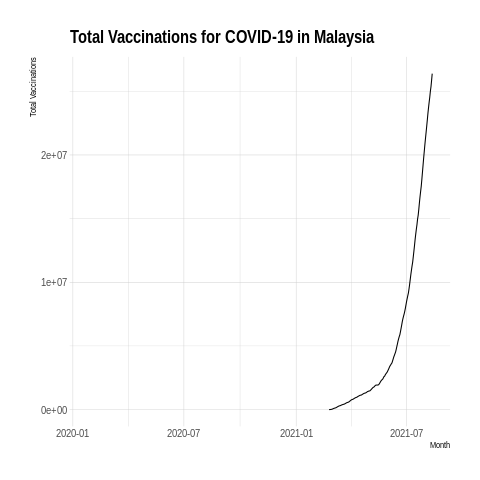 Total Vaccinations for COVID-19 in Malaysia
Total Vaccinations
2e+07
1e+07
0e+00
2020-01 2020-07 2021-01 2021-07
Month